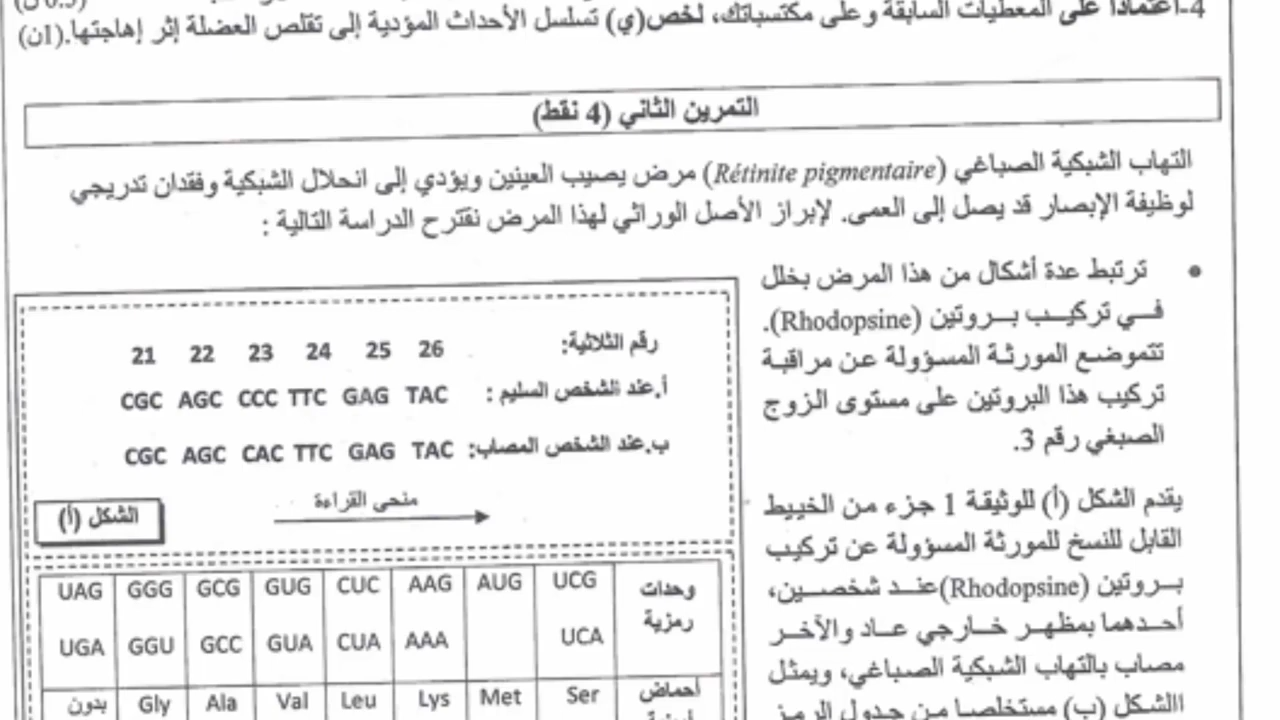 4-اعتمادا على المعطيات السابقة وعلى مكتسباتك، لخص(ي) تسلسل الأحداث المؤدية إلى تقلص العضلة إثر إهاجتها.(1ن)
التمرين الثاني (4 نقط)
التهاب الشبكية الصباغي (Rétinite pigmentaire) مرض يصيب العينين ويؤدي إلى انحلال الشبكية وفقدان تدريجي
لوظيفة الإبصار قد يصل إلى العمى. لإبراز الأصل الوراثي لهذا المرض نقترح الدراسة التالية :
• ترتبط عدة أشكال من هذا المرض بخلل
في تركيب بروتين (Rhodopsine).
تتموضع المورثة المسؤولة عن مراقبة
تركيب هذا البروتين على مستوى الزوج
الصبغي رقم 3.
يقدم الشكل (أ) للوثيقة 1 جزء من الخييط
القابل للنسخ للمورثة المسؤولة عن تركيب
بروتين (Rhodopsine)عند شخصين،
أحدهما بمظهر خارجي عاد والآخر
مصاب بالتهاب الشبكية الصباغي، ويمثل
الشكل (ب) مستخلصا من جدول الرمز
رقم الثلاثية: 21 22 23 24 25 26
أ.عند الشخص السليم : CGC AGC CCC TTC GAG TAC
ب.عند الشخص المصاب: CGC AGC CAC TTC GAG TAC
منحى القراءة
الشكل (أ)
وحدات UCG AUG AAG CUC GUG GCG GGG UAG
رمزية UCA AAA CUA GUA GCC GGU UGA
أحماض Ser Met Lys Leu Val Ala Gly بدون